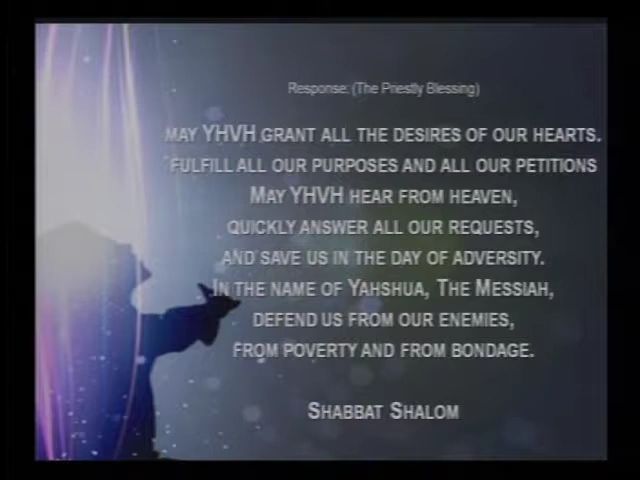 Response: (The Priestly Blessing)
MAY YHVH GRANT ALL THE DESIRES OF OUR HEARTS.
FULFILL ALL OUR PURPOSES AND ALL OUR PETITIONS
MAY YHVH HEAR FROM HEAVEN,
QUICKLY ANSWER ALL OUR REQUESTS,
AND SAVE US IN THE DAY OF ADVERSITY.
IN THE NAME OF YAHSHUA, THE MESSIAH,
DEFEND US FROM OUR ENEMIES,
FROM POVERTY AND FROM BONDAGE.
SHABBAT SHALOM